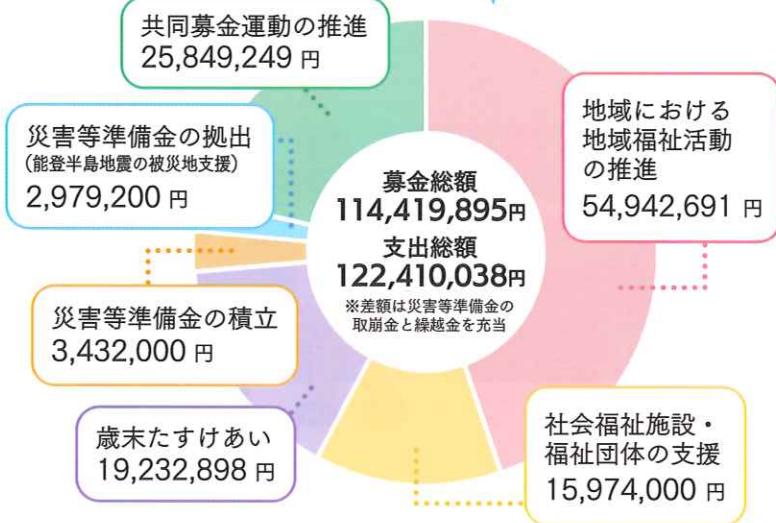 共同募金運動の推進
25,849,249 円
災害等準備金の拠出
(能登半島地震の被災地支援)
2,979,200 円
災害等準備金の積立
3,432,000 円
歳末たすけあい
19,232,898 円
募金総額
114,419,895円
支出総額
122,410,038円
※差額は災害等準備金の
取崩金と繰越金を充当
地域における
地域福祉活動
の推進
54,942,691 円
社会福祉施設・
福祉団体の支援
15,974,000 円